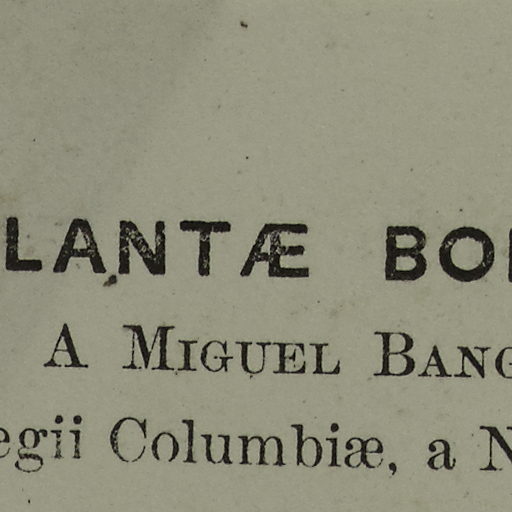 LANTÆ BO
A MIGUEL BANG
egii Columbiæ, a N